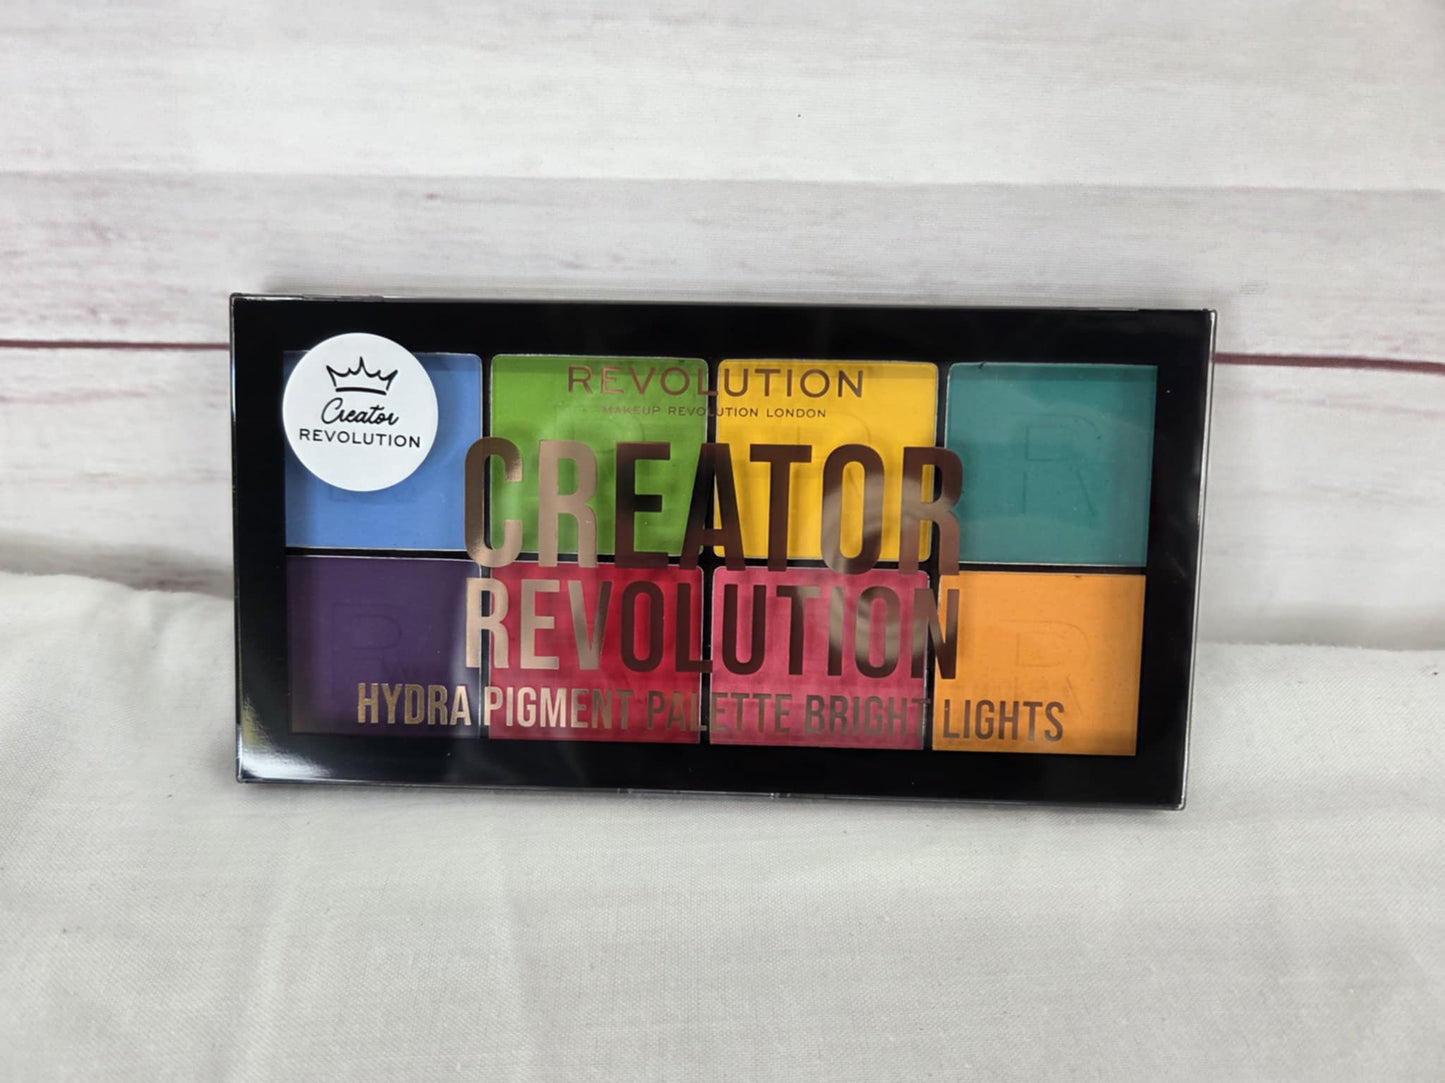 Creator
REVOLUTION
REVOLUTION
MAKEUP REVOLUTION LONDON
CREATOR
REVOLUTION
HYDRA PIGMENT PALETTE BRIGHT LIGHTS